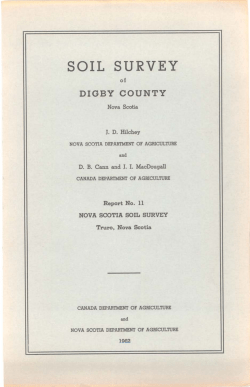 SOIL SURVEY
of
DIGBY COUNTY
Nova Scotia
J. D. Hilchey
NOVA SCOTIA DEPARTMENT OF AGRICULTURE
and
D. B. Cann and J. I. MacDougall
CANADA DEPARTMENT OF AGRICULTURE
Report No. 11
NOVA SCOTIA SOIL SURVEY
Truro, Nova Scotia
CANADA DEPARTMENT OF AGRICULTURE
and
NOVA SCOTIA DEPARTMENT OF AGRICULTURE
1962